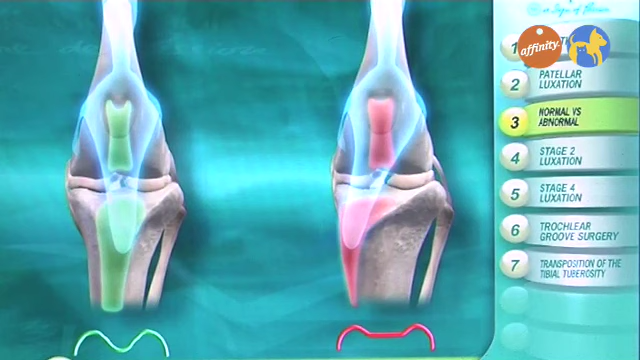 affinity
1
2 PATELLAR
LUXATION
3 NORMAL VS
ABNORMAL
4 STAGE 2
LUXATION
5 STAGE 4
LUXATION
6 TROCHLEAR
GROOVE SURGERY
7 TRANSPOSITION OF THE
TIBIAL TUBEROSITY